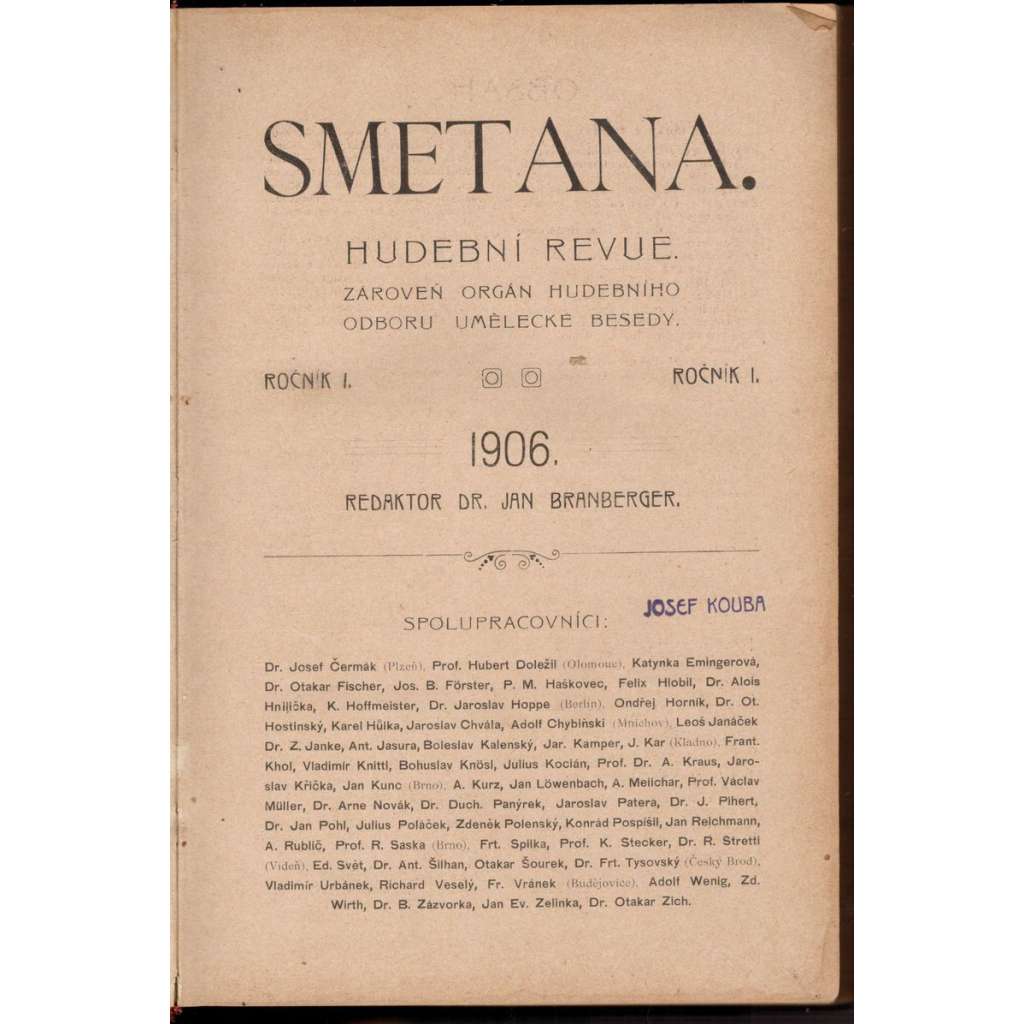 SMETANA.
HUDEBNÍ REVUE.
ZÁROVEŇ ORGÁN HUDEBNÍHO
ODBORU UMĚLECKÉ BESEDY.
ROČNÍK I. ROČNÍK I.
1906.
REDAKTOR DR. JAN BRANBERGER.
JOSEF KOUBA
SPOLUPRACOVNÍCI:
Dr. Josef Čermák (Plzeň), Prof. Hubert Doležil (Olomouc), Katynka Emingerová,
Dr. Otakar Fischer, Jos. B. Förster, P. M. Haškovec, Felix Hlobil, Dr. Alois
Hnilička, K. Hoffmeister, Dr. Jaroslav Hoppe (Berlín), Ondřej Horník, Dr. Ot.
Hostinský, Karel Hůlka, Jaroslav Chvála, Adolf Chybiński (Mnichov), Leoš Janáček
Dr. Z. Janke, Ant. Jasura, Boleslav Kalenský, Jar. Kamper, J. Kar (Kladno), Frant.
Khol, Vladimír Knittl, Bohuslav Knösl, Julius Kocián, Prof. Dr. A. Kraus, Jaro-
slav Křička, Jan Kunc (Brno), A. Kurz, Jan Löwenbach, A. Melichar, Prof. Václav
Müller, Dr. Arne Novák, Dr. Duch. Panýrek, Jaroslav Patera, Dr. J. Pihert,
Dr. Jan Pohl, Julius Poláček, Zdeněk Polenský, Konrád Pospíšil, Jan Reichmann,
A. Rublič, Prof. R. Saska (Brno), Frt. Spilka, Prof. K. Stecker, Dr. R. Stretti
(Vídeň), Ed. Svět, Dr. Ant. Šilhan, Otakar Šourek, Dr. Frt. Tysovský (Český Brod),
Vladimír Urbánek, Richard Veselý, Fr. Vránek (Budějovice), Adolf Wenig, Zd.
Wirth, Dr. B. Zázvorka, Jan Ev. Zelinka, Dr. Otakar Zich.